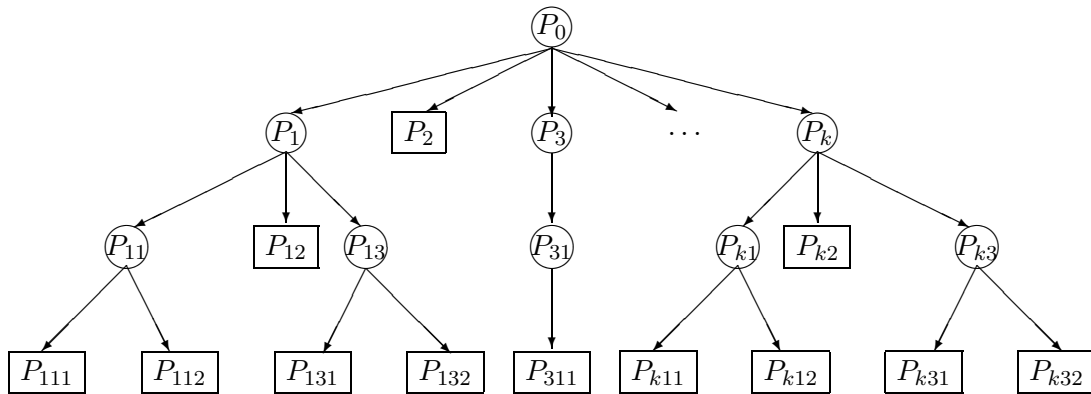 P₀
P₁ P₂ P₃ ⋯ Pₖ
P₁₁ P₁₂ P₁₃ P₃₁ Pₖ₁ Pₖ₂ Pₖ₃
P₁₁₁ P₁₁₂ P₁₃₁ P₁₃₂ P₃₁₁ Pₖ₁₁ Pₖ₁₂ Pₖ₃₁ Pₖ₃₂